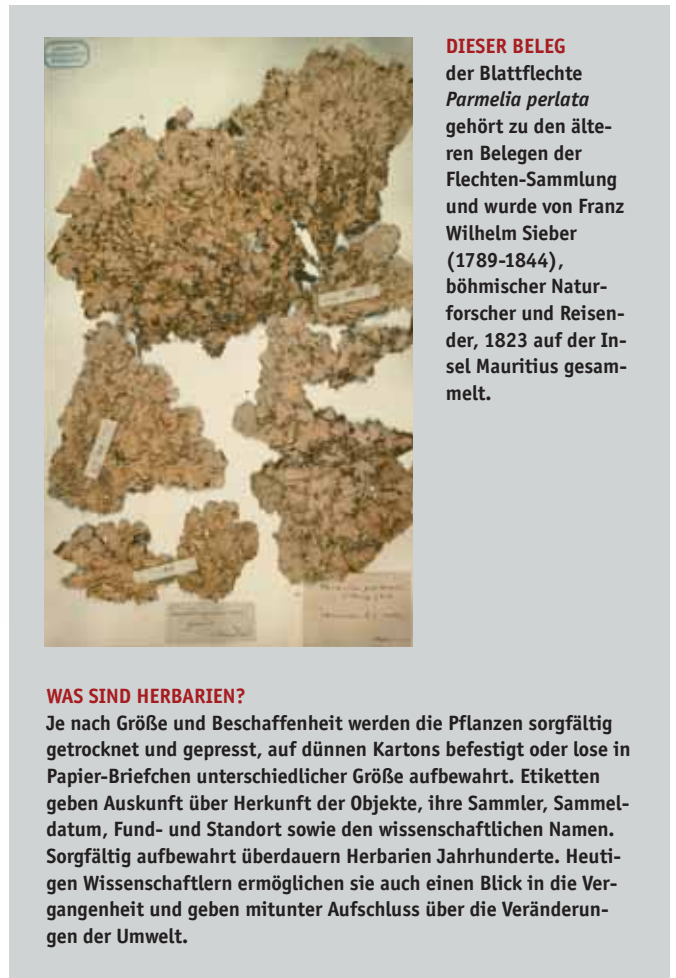 DIESER BELEG
der Blattflechte
Parmelia perlata
gehört zu den älte-
ren Belegen der
Flechten-Sammlung
und wurde von Franz
Wilhelm Sieber
(1789-1844),
böhmischer Natur-
forscher und Reisen-
der, 1823 auf der In-
sel Mauritius gesam-
melt.
WAS SIND HERBARIEN?
Je nach Größe und Beschaffenheit werden die Pflanzen sorgfältig
getrocknet und gepresst, auf dünnen Kartons befestigt oder lose in
Papier-Briefchen unterschiedlicher Größe aufbewahrt. Etiketten
geben Auskunft über Herkunft der Objekte, ihre Sammler, Sammel-
datum, Fund- und Standort sowie den wissenschaftlichen Namen.
Sorgfältig aufbewahrt überdauern Herbarien Jahrhunderte. Heuti-
gen Wissenschaftlern ermöglichen sie auch einen Blick in die Ver-
gangenheit und geben mitunter Aufschluss über die Veränderun-
gen der Umwelt.